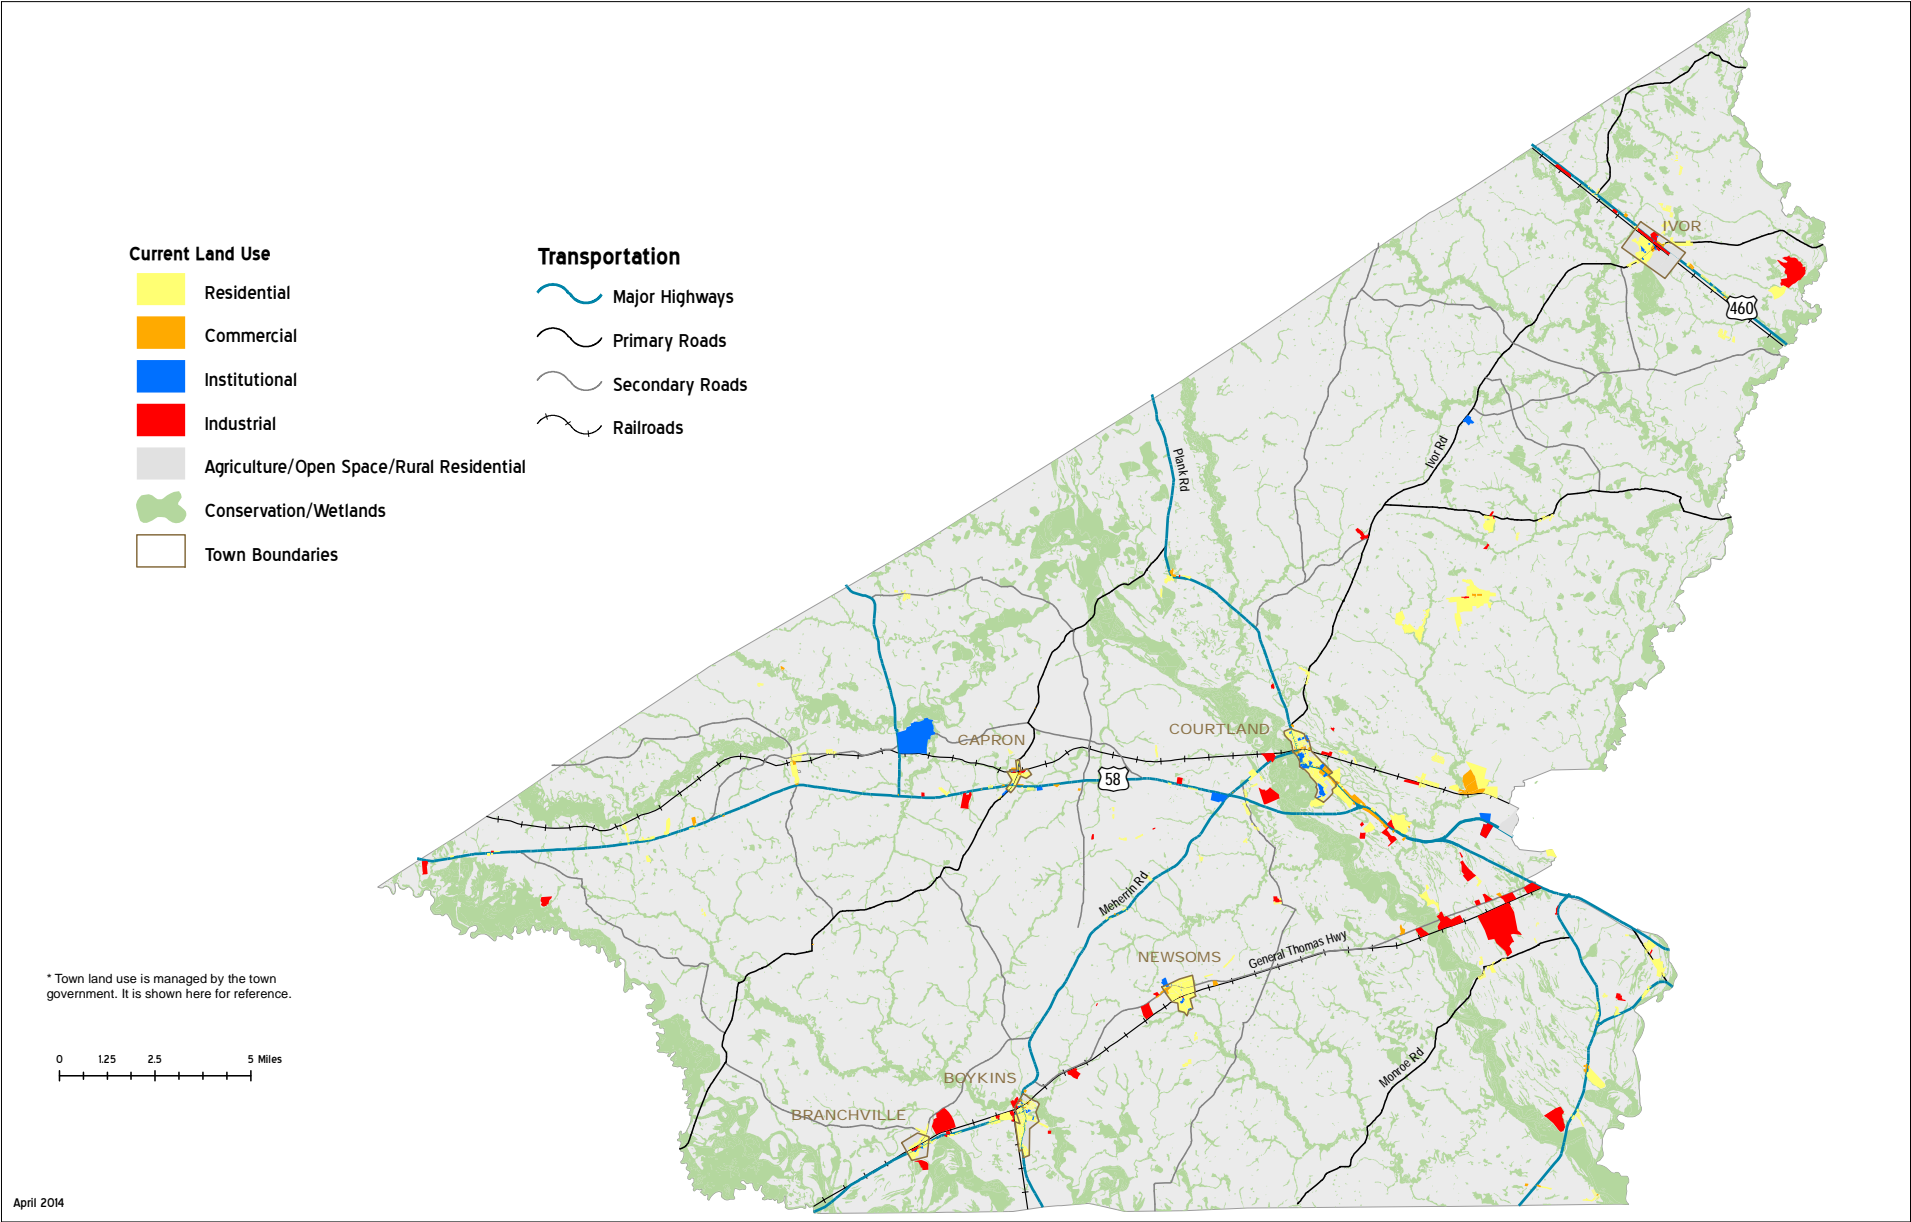 Current Land Use
Residential
Commercial
Institutional
Industrial
Agriculture/Open Space/Rural Residential
Conservation/Wetlands
Town Boundaries
Transportation
Major Highways
Primary Roads
Secondary Roads
Railroads
IVOR
460
Ivor Rd
Plank Rd
COURTLAND
CAPRON
58
Meherrin Rd
NEWSOMS
General Thomas Hwy
Monroe Rd
BOYKINS
BRANCHVILLE
* Town land use is managed by the town
government. It is shown here for reference.
0 1.25 2.5 5 Miles
April 2014